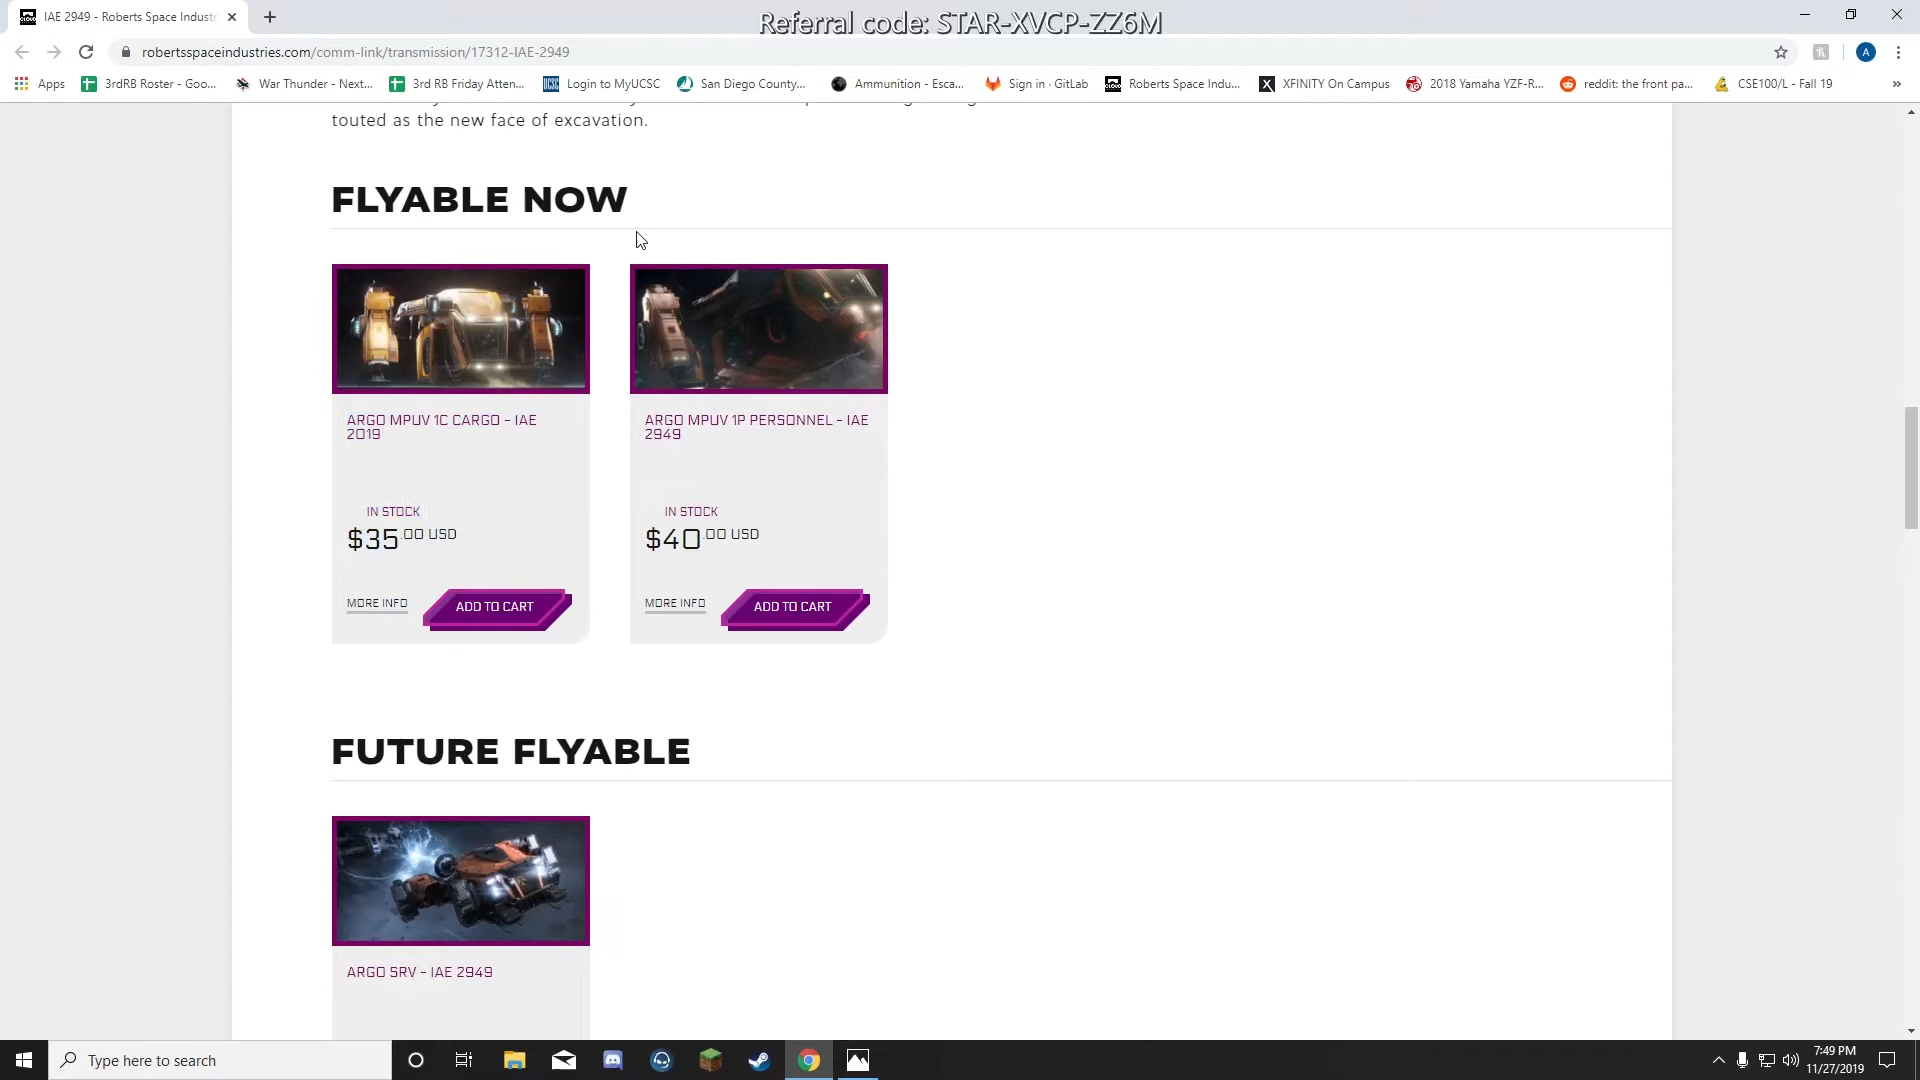 IAE 2949 - Roberts Space Industri
Referral code: STAR-XVCP-ZZ6M
robertsspaceindustries.com/comm-link/transmission/17312-IAE-2949
A
Apps 3rdRB Roster - Goo... War Thunder - Next... 3rd RB Friday Atten... UCSC Login to MyUCSC San Diego County... Ammunition - Esca... Sign in · GitLab Roberts Space Indu... XFINITY On Campus 2018 Yamaha YZF-R... reddit: the front pa... CSE100/L - Fall 19 »
touted as the new face of excavation.
FLYABLE NOW
ARGO MPUV 1C CARGO - IAE
2019
IN STOCK
$35.00 USD
MORE INFO
ADD TO CART
ARGO MPUV 1P PERSONNEL - IAE
2949
IN STOCK
$40.00 USD
MORE INFO
ADD TO CART
FUTURE FLYABLE
ARGO SRV - IAE 2949
Type here to search
7:49 PM
11/27/2019